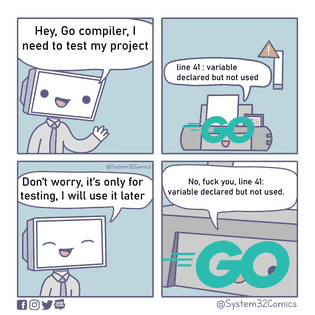 Hey, Go compiler, I
need to test my project
line 41 : variable
declared but not used
GO
@System32Comics
Don't worry, it's only for
testing, I will use it later
No, fuck you, line 41:
variable declared but not used.
GO
@System32Comics